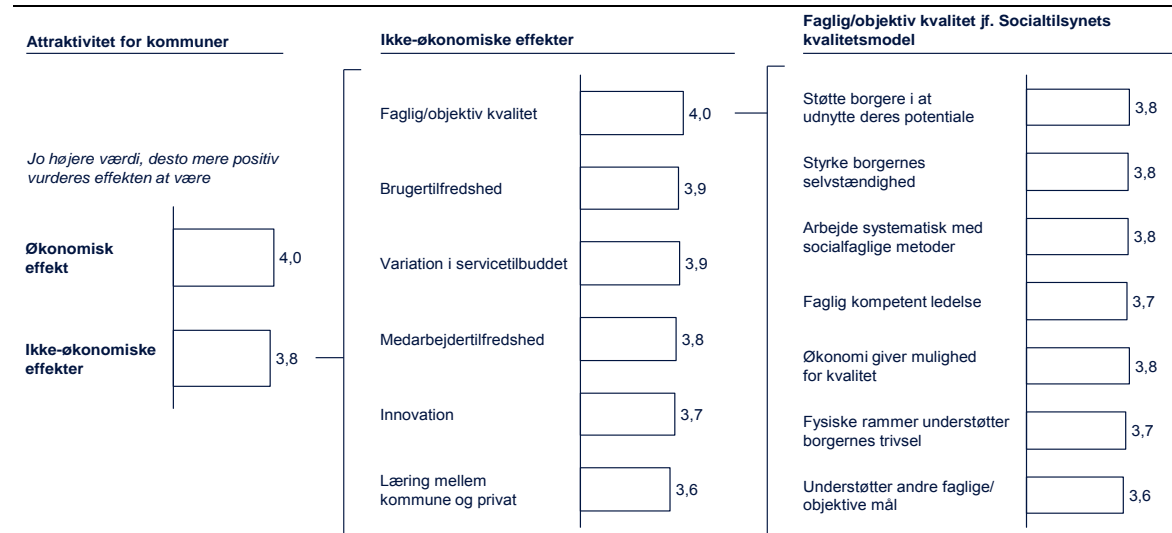 Attraktivitet for kommuner
Jo højere værdi, desto mere positiv
vurderes effekten at være
Økonomisk
effekt
4,0
Ikke-økonomiske
effekter
3,8
Ikke-økonomiske effekter
Faglig/objektiv kvalitet
4,0
Brugertilfredshed
3,9
Variation i servicetilbuddet
3,9
Medarbejdertilfredshed
3,8
Innovation
3,7
Læring mellem
kommune og privat
3,6
Faglig/objektiv kvalitet jf. Socialtilsynets
kvalitetsmodel
Støtte borgere i at
udnytte deres potentiale
3,8
Styrke borgernes
selvstændighed
3,8
Arbejde systematisk med
socialfaglige metoder
3,8
Faglig kompetent ledelse
3,7
Økonomi giver mulighed
for kvalitet
3,8
Fysiske rammer understøtter
borgernes trivsel
3,7
Understøtter andre faglige/
objektive mål
3,6